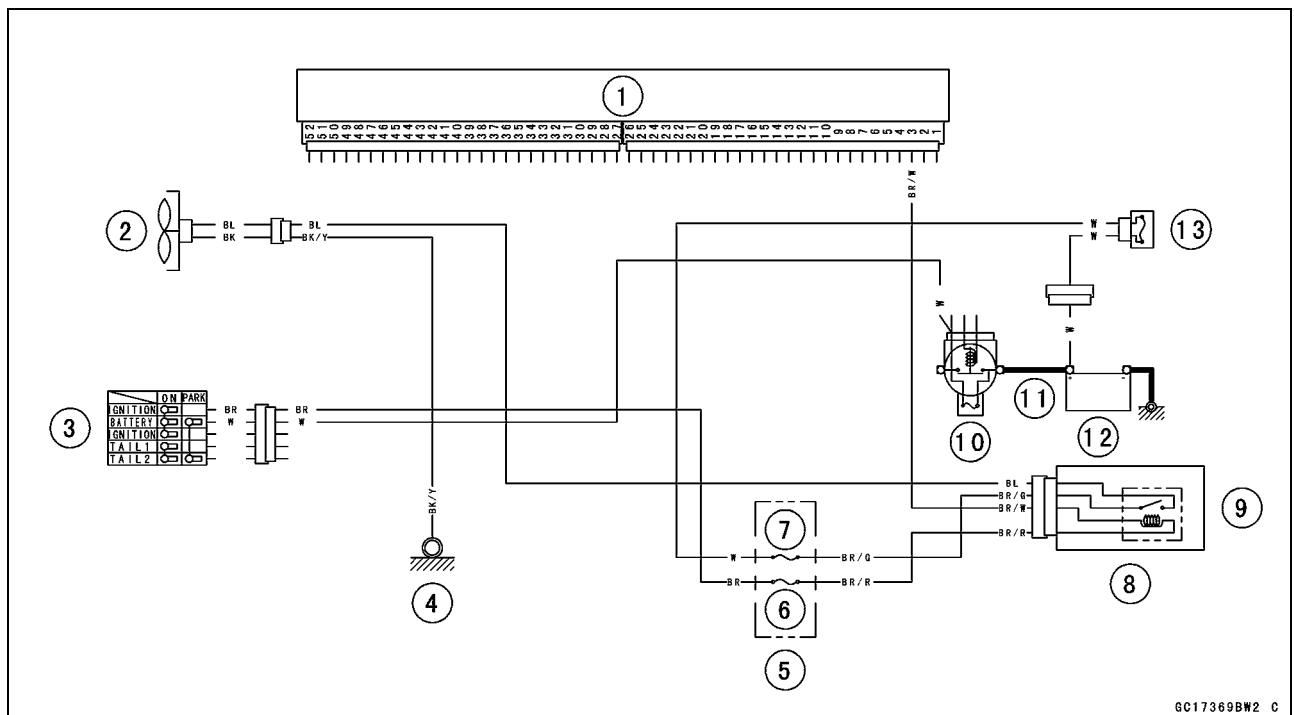 1
52 51 50 49 48 47 46 45 44 43 42 41 40 39 38 37 36 35 34 33 32 31 30 29 28 27 26 25 24 23 22 21 20 19 18 17 16 15 14 13 12 11 10 9 8 7 6 5 4 3 2 1
BR/W
2
BL BL
BK BK/Y
W
W
13
W
W
ON PARK
IGNITION
BATTERY
IGNITION
TAIL1
TAIL2
3
BR BR
W W
11
10
+ -
12
BK/Y
4
BL
BR/G
BR/W
BR/R
9
8
7
W BR/G
BR BR/R
6
5
GC17369BW2 C